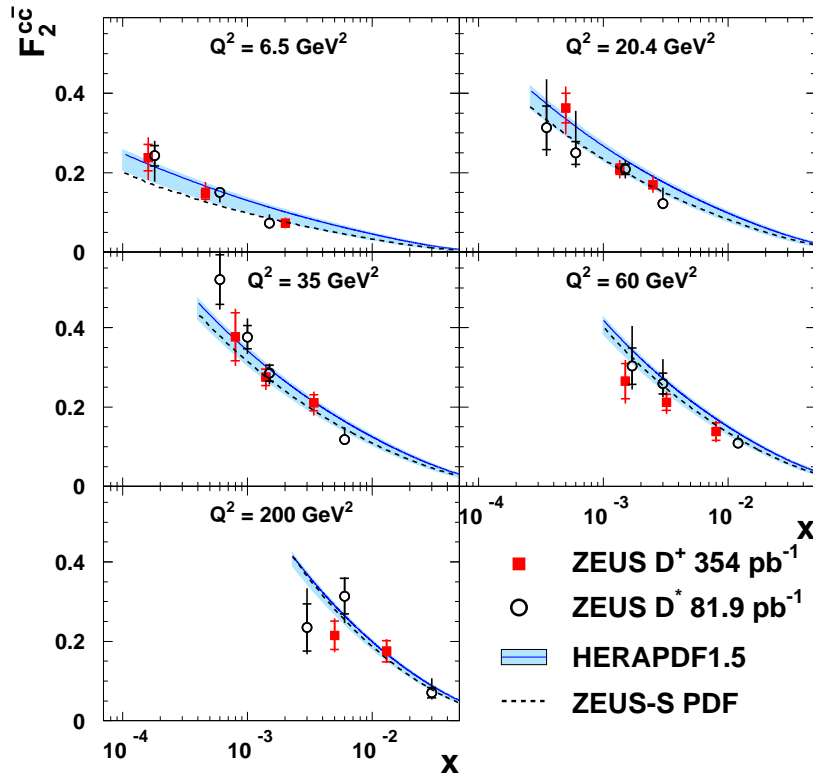 F₂^cc̄
Q² = 6.5 GeV²
Q² = 20.4 GeV²
0.4
0.2
0
Q² = 35 GeV²
Q² = 60 GeV²
0.4
0.2
0
10⁻⁴ 10⁻³ 10⁻² x
Q² = 200 GeV²
0.4
0.2
0
10⁻⁴ 10⁻³ 10⁻² x
ZEUS D⁺ 354 pb⁻¹
ZEUS D* 81.9 pb⁻¹
HERAPDF1.5
ZEUS-S PDF